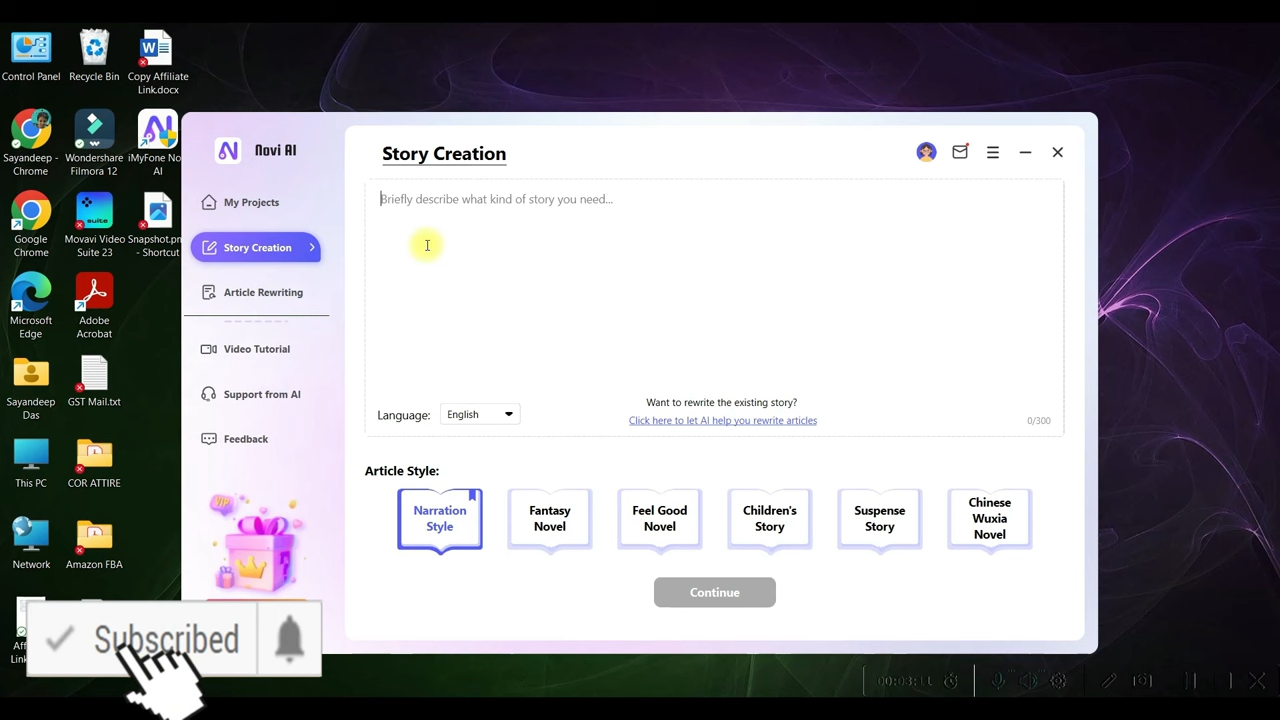 Control Panel
Recycle Bin
Copy Affiliate
Link.docx
Sayandeep -
Chrome
Wondershare
Filmora 12
iMyFone No
AI
Google
Chrome
Movavi Video
Suite 23
Snapshot.pn
- Shortcut
Microsoft
Edge
Adobe
Acrobat
Sayandeep
Das
GST Mail.txt
This PC
COR ATTIRE
Network
Amazon FBA
Novi AI
My Projects
Story Creation
Article Rewriting
Video Tutorial
Support from AI
Feedback
VIP
Story Creation
Briefly describe what kind of story you need...
Language:
English
Want to rewrite the existing story?
Click here to let AI help you rewrite articles
0/300
Article Style:
Narration
Style
Fantasy
Novel
Feel Good
Novel
Children's
Story
Suspense
Story
Chinese
Wuxia
Novel
Continue
Subscribed
00:03:11